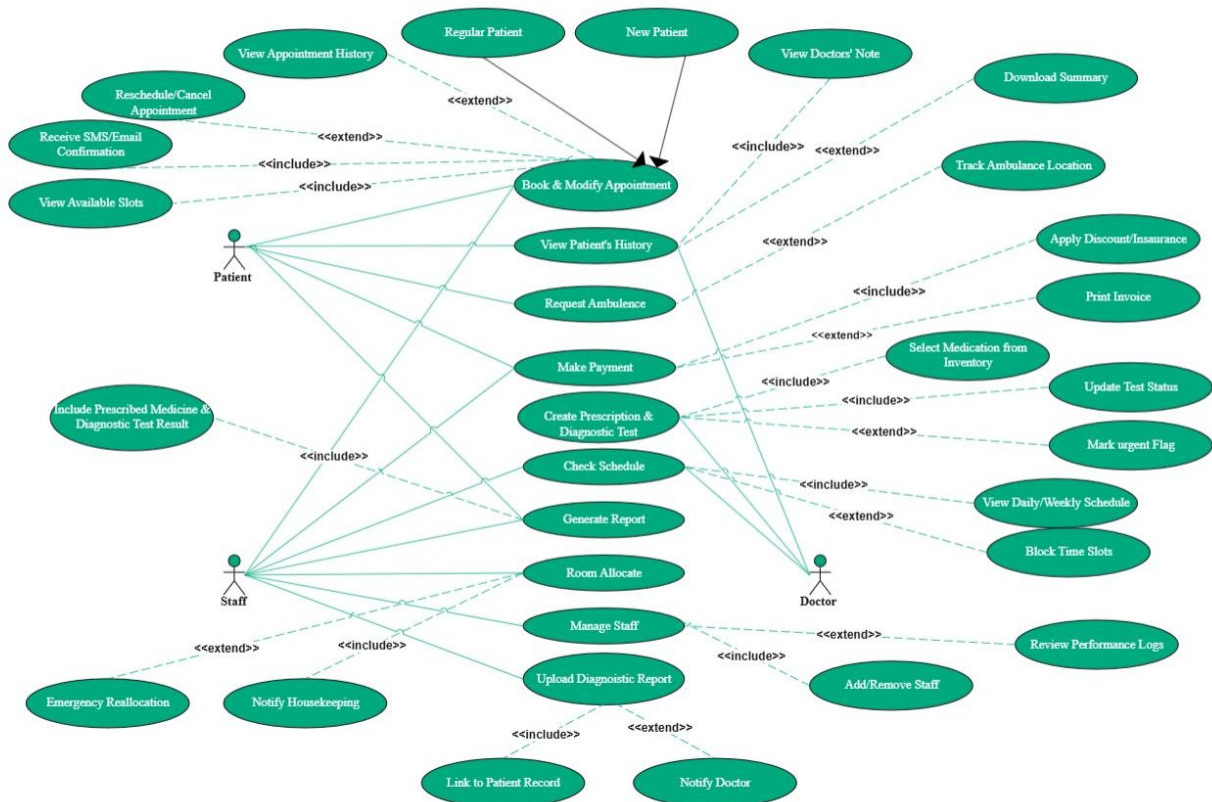 Regular Patient
New Patient
View Appointment History
View Doctors' Note
Download Summary
Reschedule/Cancel
Appointment
<<extend>>
<<extend>>
Receive SMS/Email
Confirmation
<<include>>
<<include>>
<<extend>>
View Available Slots
<<include>>
Book & Modify Appointment
Track Ambulance Location
Patient
View Patient's History
<<extend>>
Apply Discount/Insaurance
Request Ambulence
<<include>>
Print Invoice
<<extend>>
Make Payment
Select Medication from
Inventory
<<include>>
Update Test Status
<<include>>
Include Prescribed Medicine &
Diagnostic Test Result
Create Prescription &
Diagnostic Test
<<extend>>
Mark urgent Flag
<<include>>
Check Schedule
<<include>>
View Daily/Weekly Schedule
Generate Report
<<extend>>
Block Time Slots
Staff
Room Allocate
Doctor
Manage Staff
<<extend>>
Review Performance Logs
<<extend>>
<<include>>
<<include>>
Upload Diagnoistic Report
Add/Remove Staff
Emergency Reallocation
Notify Housekeeping
<<include>>
<<extend>>
Link to Patient Record
Notify Doctor